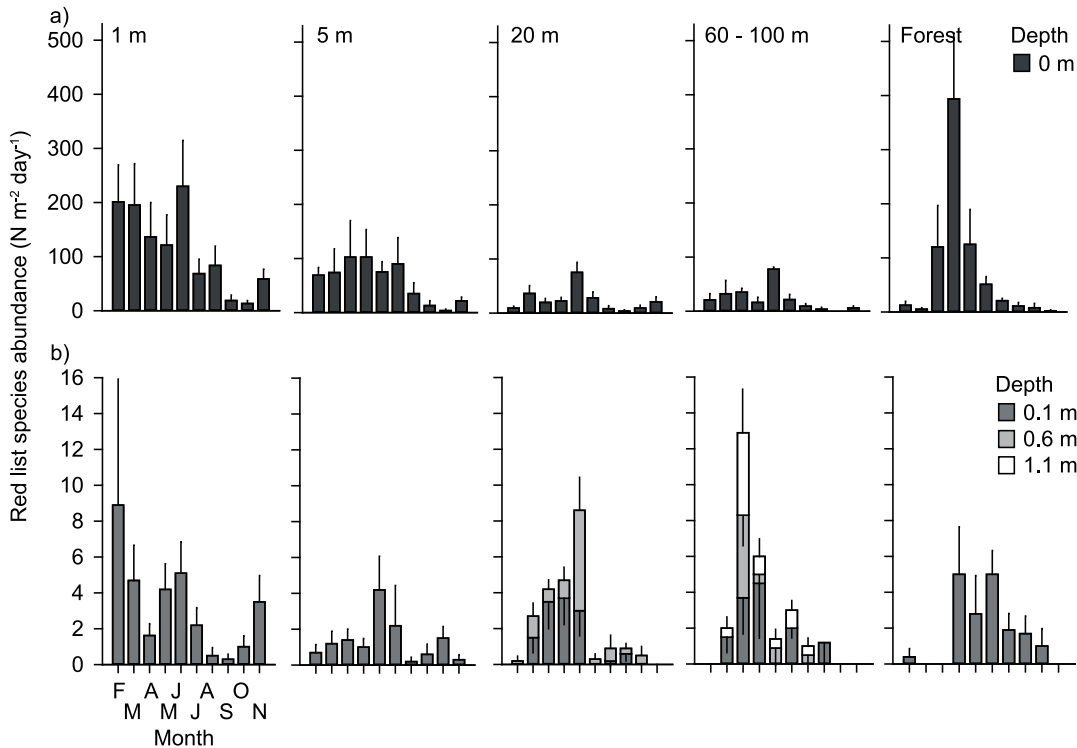 a)
1 m
5 m
20 m
60 - 100 m
Forest
Depth
0 m
500
400
300
200
100
0
Red list species abundance (N m⁻² day⁻¹)
b)
Depth
0.1 m
0.6 m
1.1 m
16
14
12
10
8
6
4
2
0
F M A M J J A S O N
Month